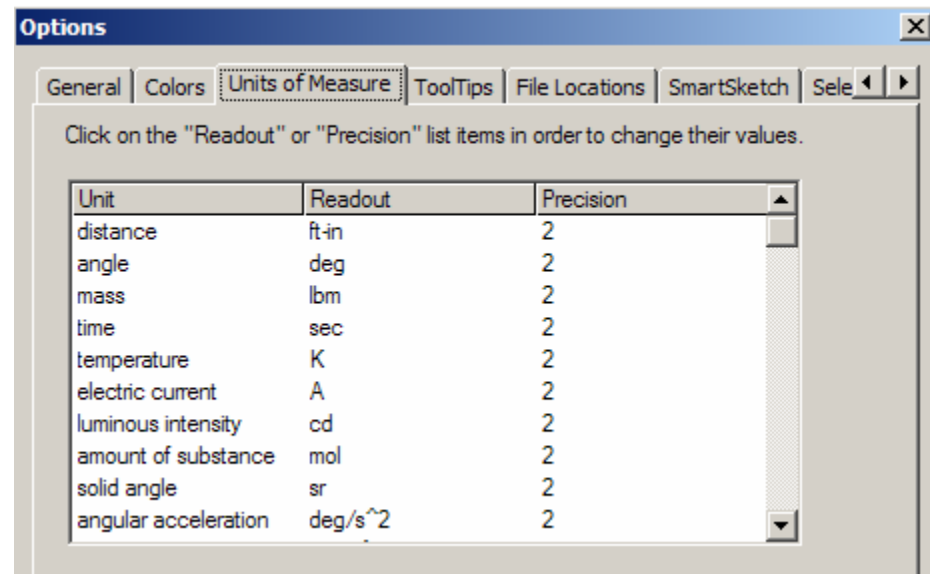 Options
General Colors Units of Measure ToolTips File Locations SmartSketch Sele
Click on the "Readout" or "Precision" list items in order to change their values.
Unit Readout Precision
distance ft-in 2
angle deg 2
mass lbm 2
time sec 2
temperature K 2
electric current A 2
luminous intensity cd 2
amount of substance mol 2
solid angle sr 2
angular acceleration deg/s^2 2